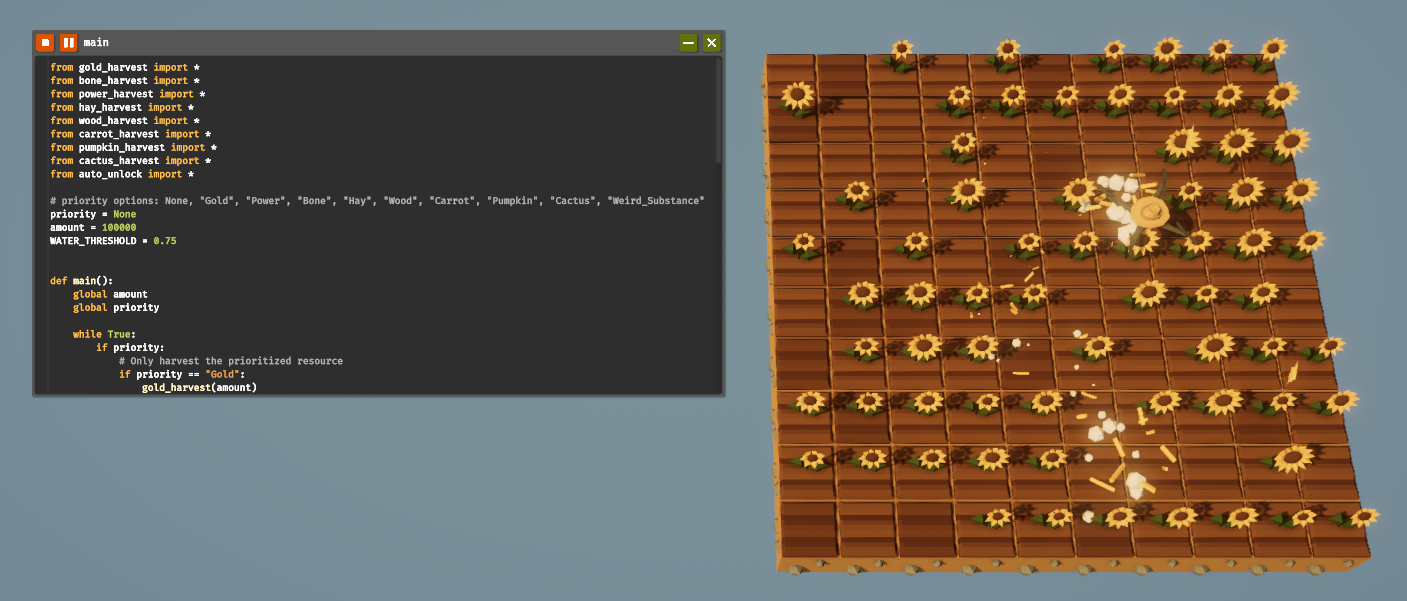 main
from gold_harvest import *
from bone_harvest import *
from power_harvest import *
from hay_harvest import *
from wood_harvest import *
from carrot_harvest import *
from pumpkin_harvest import *
from cactus_harvest import *
from auto_unlock import *
# priority options: None, "Gold", "Power", "Bone", "Hay", "Wood", "Carrot", "Pumpkin", "Cactus", "Weird_Substance"
priority = None
amount = 100000
WATER_THRESHOLD = 0.75
def main():
    global amount
    global priority
    while True:
        if priority:
            # Only harvest the prioritized resource
            if priority == "Gold":
                gold_harvest(amount)